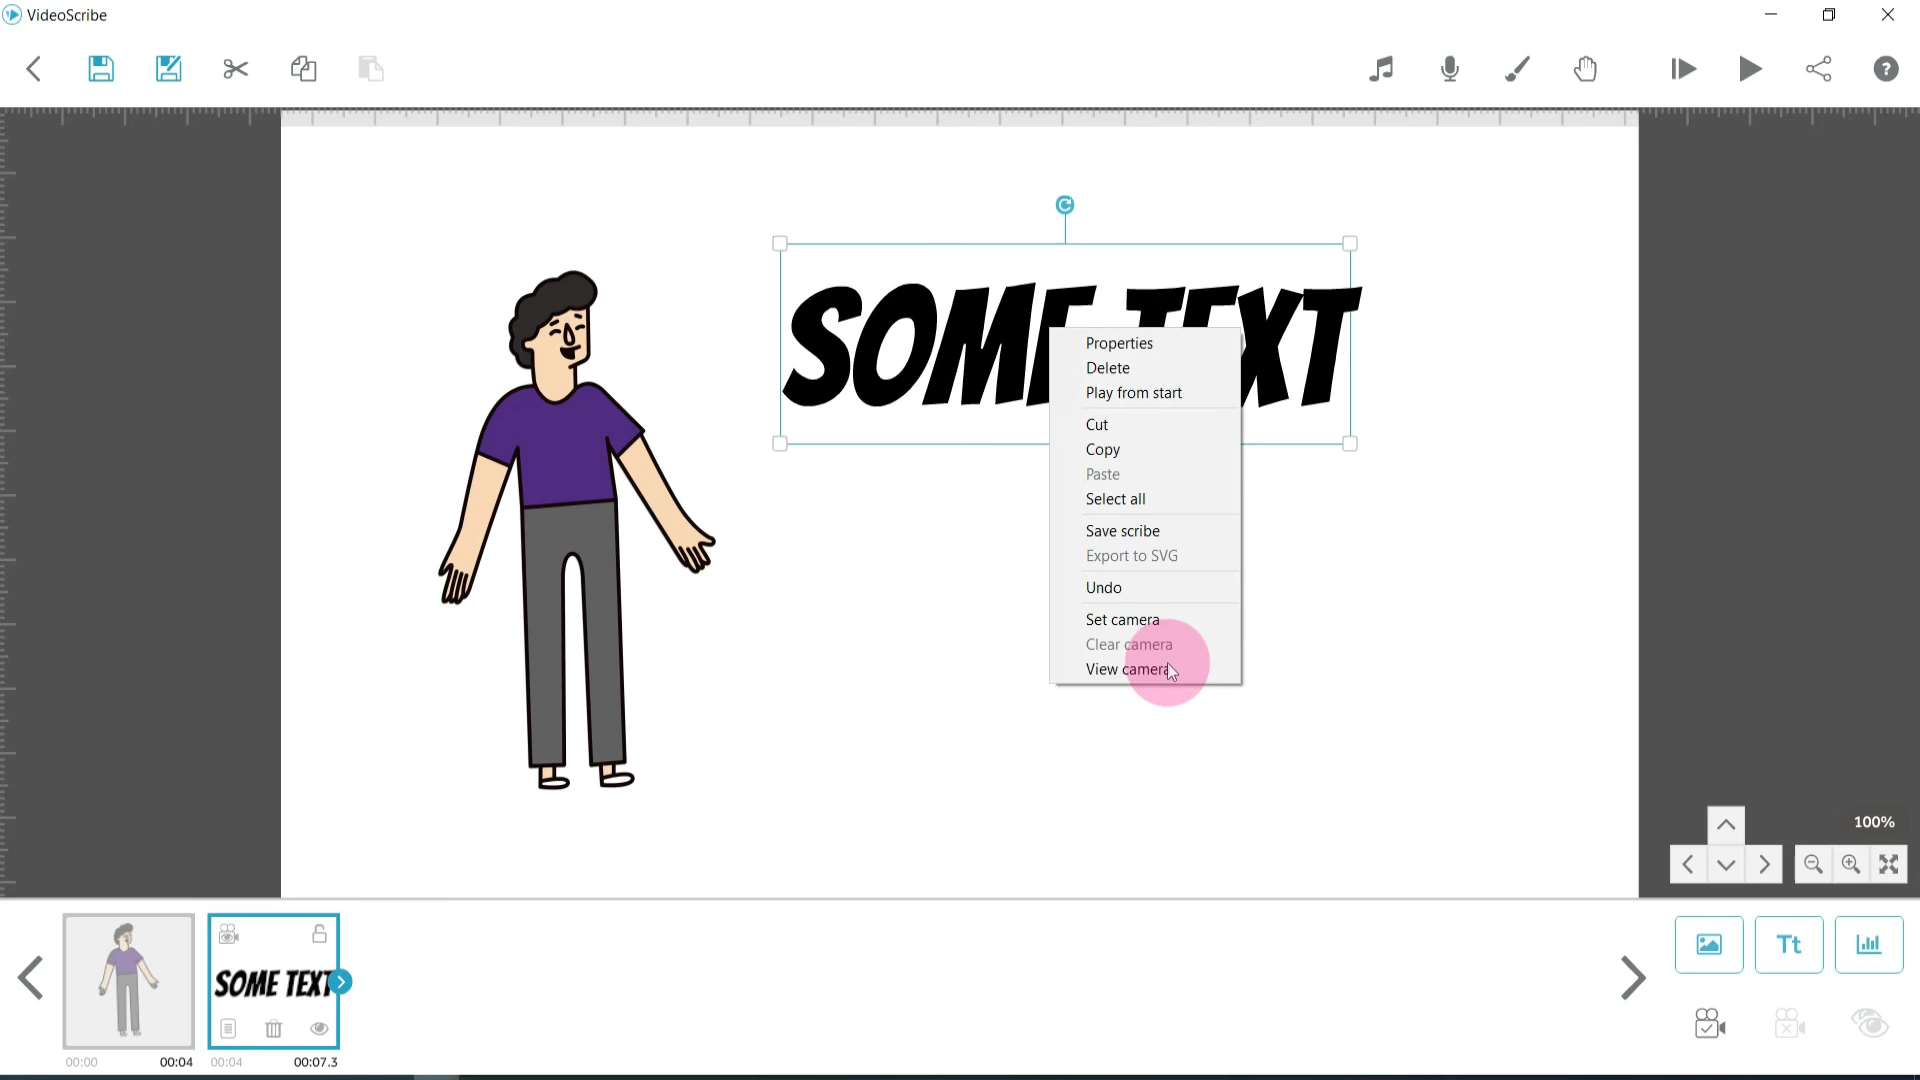 VideoScribe
SOME TEXT
Properties
Delete
Play from start
Cut
Copy
Paste
Select all
Save scribe
Export to SVG
Undo
Set camera
Clear camera
View camera
100%
SOME TEXT
Tt
00:00 00:04 00:04 00:07.3